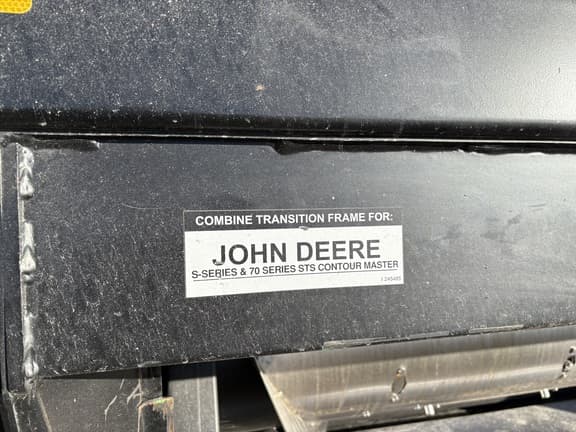 COMBINE TRANSITION FRAME FOR:
JOHN DEERE
S-SERIES & 70 SERIES STS CONTOUR MASTER